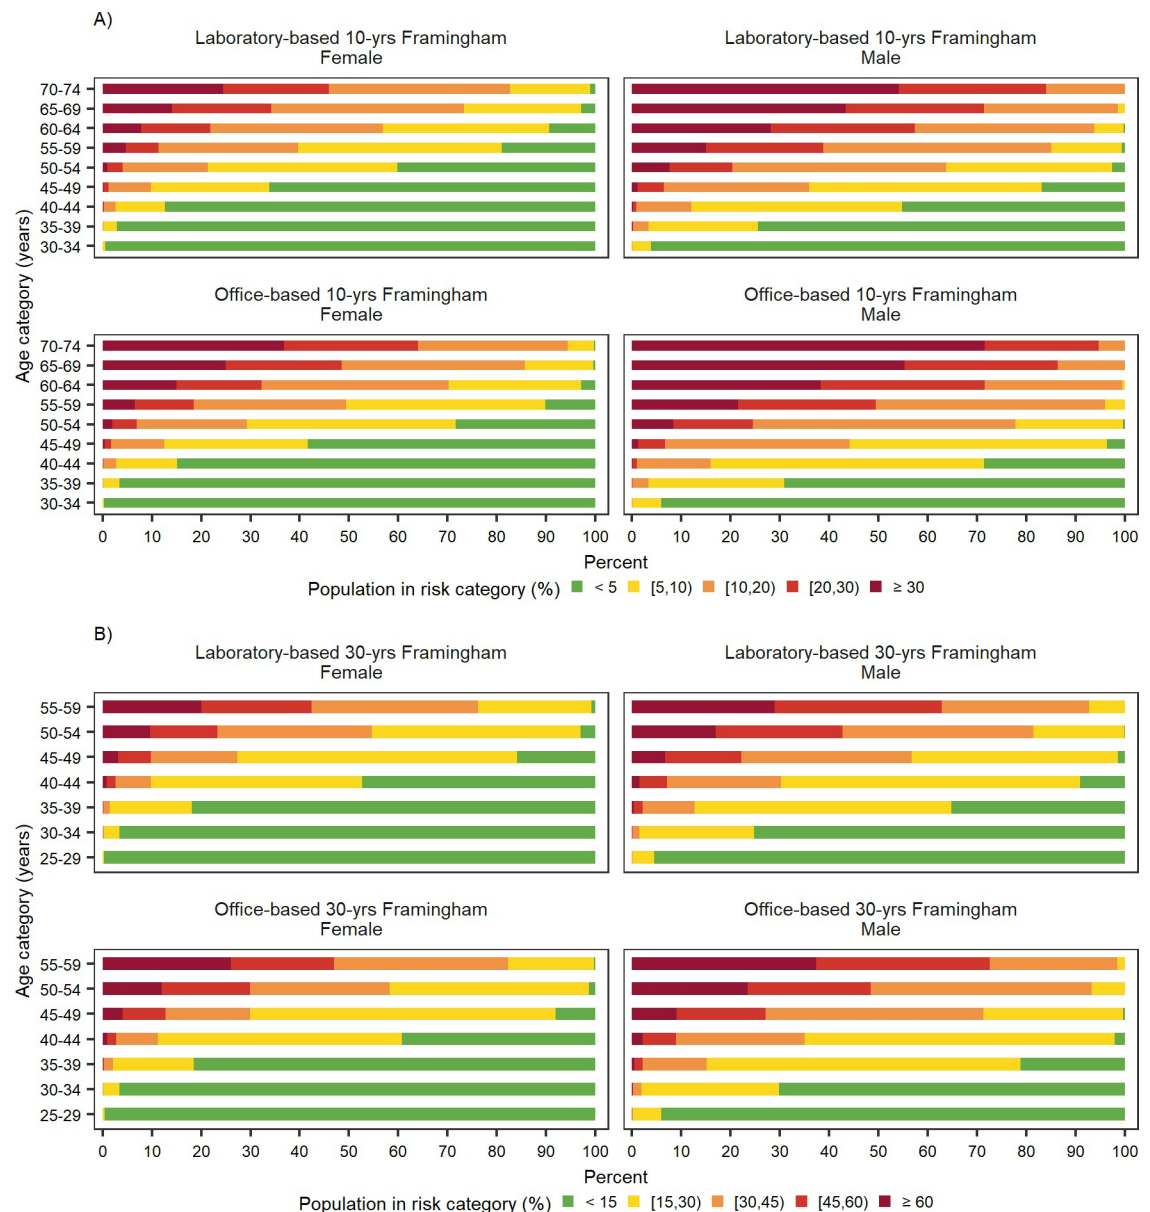 A)
Laboratory-based 10-yrs Framingham
Female
Laboratory-based 10-yrs Framingham
Male
70-74
65-69
60-64
55-59
50-54
45-49
40-44
35-39
30-34
Age category (years)
Office-based 10-yrs Framingham
Female
Office-based 10-yrs Framingham
Male
70-74
65-69
60-64
55-59
50-54
45-49
40-44
35-39
30-34
0 10 20 30 40 50 60 70 80 90 100
0 10 20 30 40 50 60 70 80 90 100
Percent
Population in risk category (%) < 5 [5,10) [10,20) [20,30) ≥ 30
B)
Laboratory-based 30-yrs Framingham
Female
Laboratory-based 30-yrs Framingham
Male
55-59
50-54
45-49
40-44
35-39
30-34
25-29
Age category (years)
Office-based 30-yrs Framingham
Female
Office-based 30-yrs Framingham
Male
55-59
50-54
45-49
40-44
35-39
30-34
25-29
0 10 20 30 40 50 60 70 80 90 100
0 10 20 30 40 50 60 70 80 90 100
Percent
Population in risk category (%) < 15 [15,30) [30,45) [45,60) ≥ 60